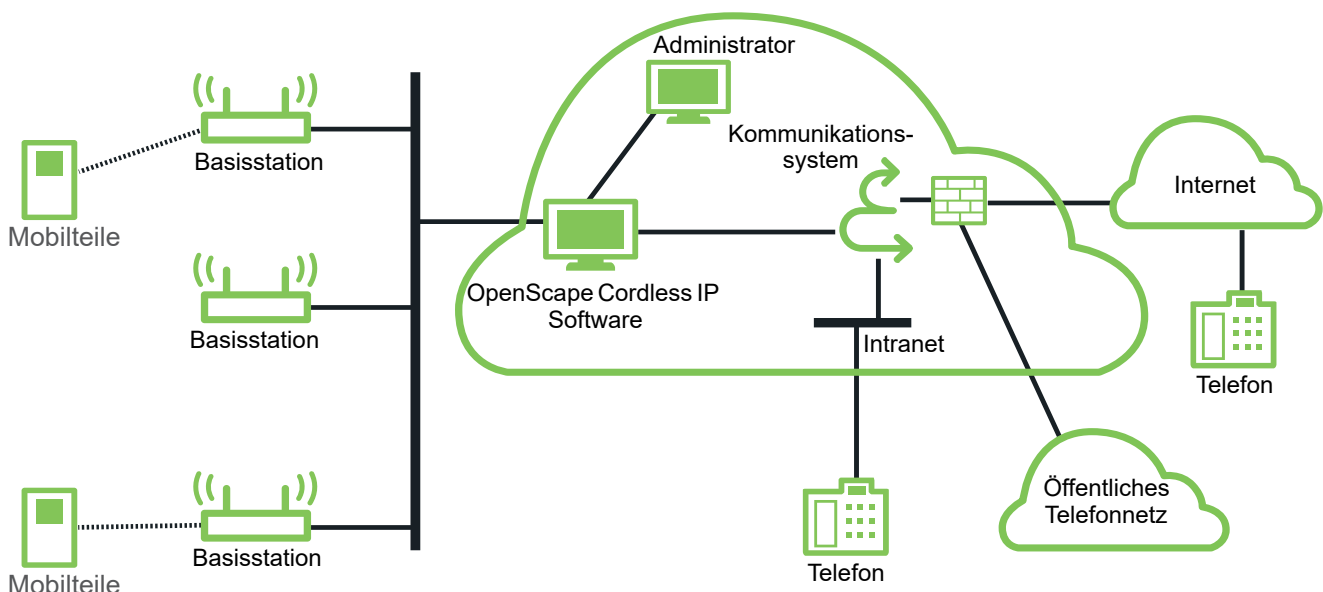 Administrator
Kommunikations-
system
Basisstation
Internet
Mobilteile
OpenScape Cordless IP
Software
Basisstation
Intranet
Telefon
Öffentliches
Telefonnetz
Basisstation
Telefon
Mobilteile